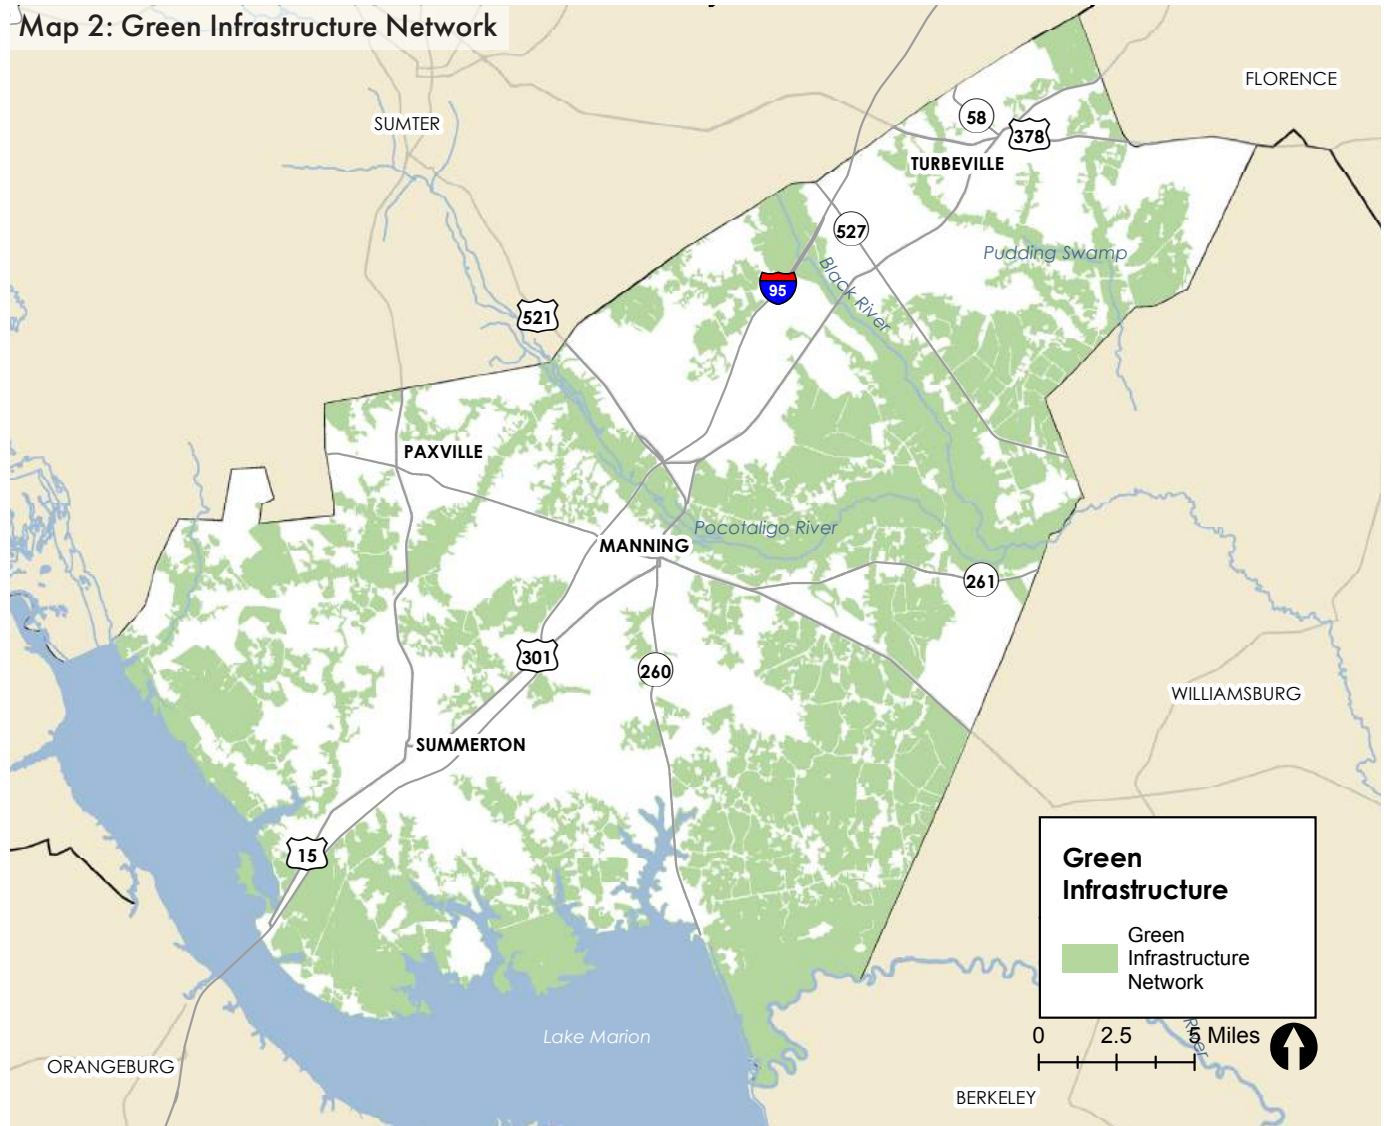 Map 2: Green Infrastructure Network
FLORENCE
SUMTER
58
378
TURBEVILLE
527
Pudding Swamp
Black River
95
521
PAXVILLE
Pocotaligo River
MANNING
261
301
260
WILLIAMSBURG
SUMMERTON
15
Green
Infrastructure
Green
Infrastructure
Network
Lake Marion
River
0 2.5 5 Miles
ORANGEBURG
BERKELEY